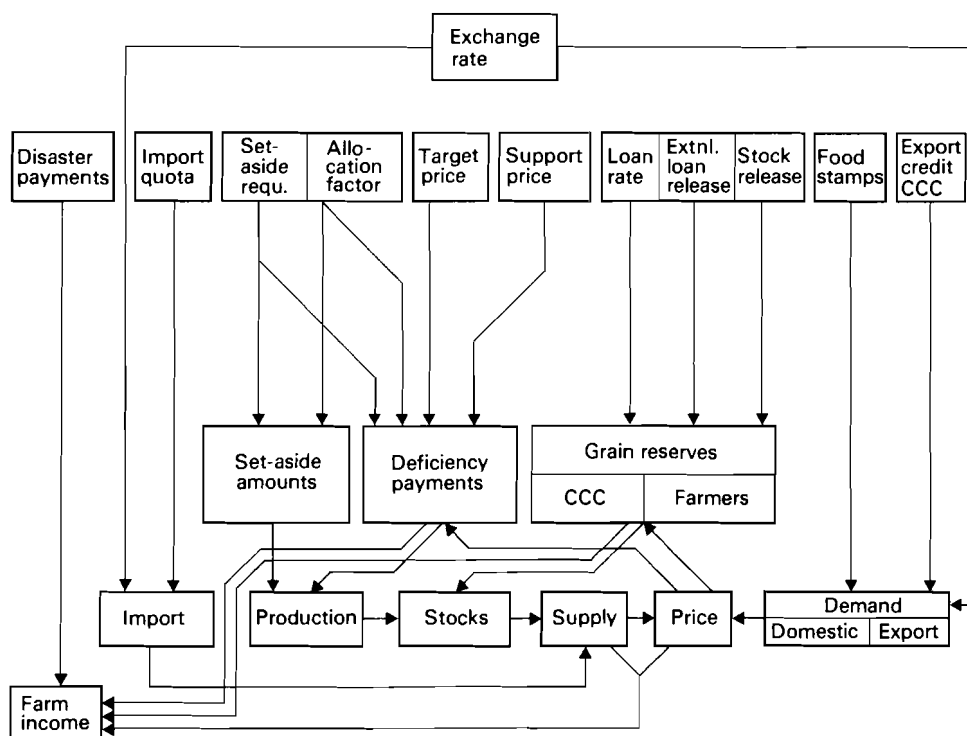 Exchange
rate
Disaster
payments
Import
quota
Set-
aside
requ.
Allo-
cation
factor
Target
price
Support
price
Loan
rate
Extnl.
loan
release
Stock
release
Food
stamps
Export
credit
CCC
Set-aside
amounts
Deficiency
payments
Grain reserves
CCC
Farmers
Import
Production
Stocks
Supply
Price
Demand
Domestic
Export
Farm
income